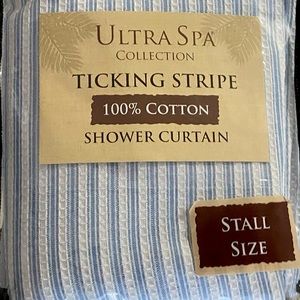 ULTRA SPA
COLLECTION
TICKING STRIPE
100% COTTON
SHOWER CURTAIN
STALL
SIZE